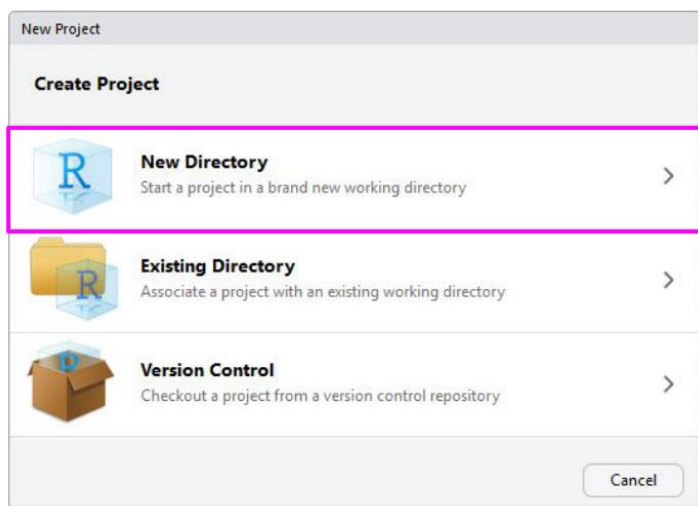 New Project
Create Project
New Directory
Start a project in a brand new working directory
Existing Directory
Associate a project with an existing working directory
Version Control
Checkout a project from a version control repository
Cancel